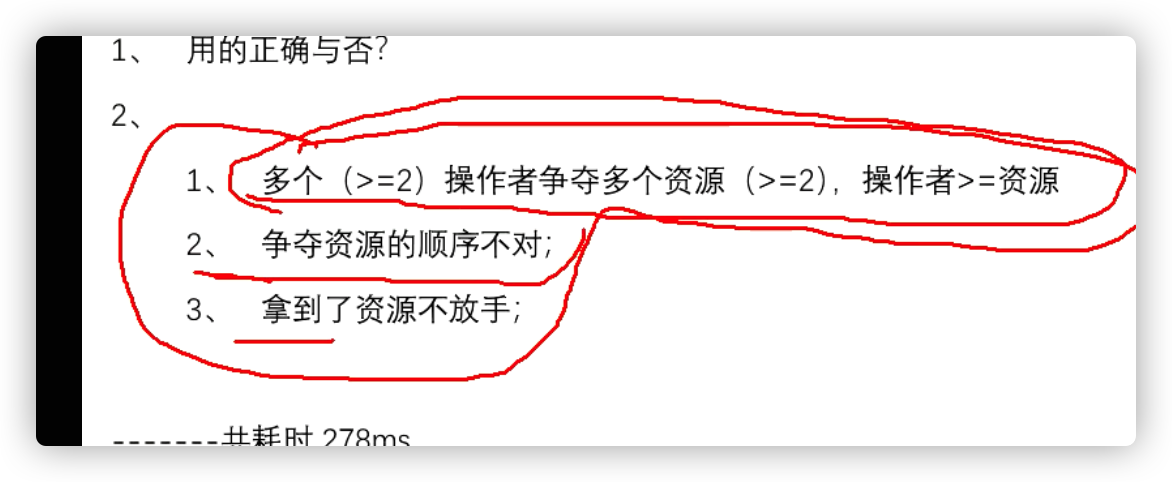 1、 用的正确与否？
2、
1、 多个（>=2）操作者争夺多个资源（>=2），操作者>=资源
2、 争夺资源的顺序不对；
3、 拿到了资源不放手；
-------共耗时 278ms